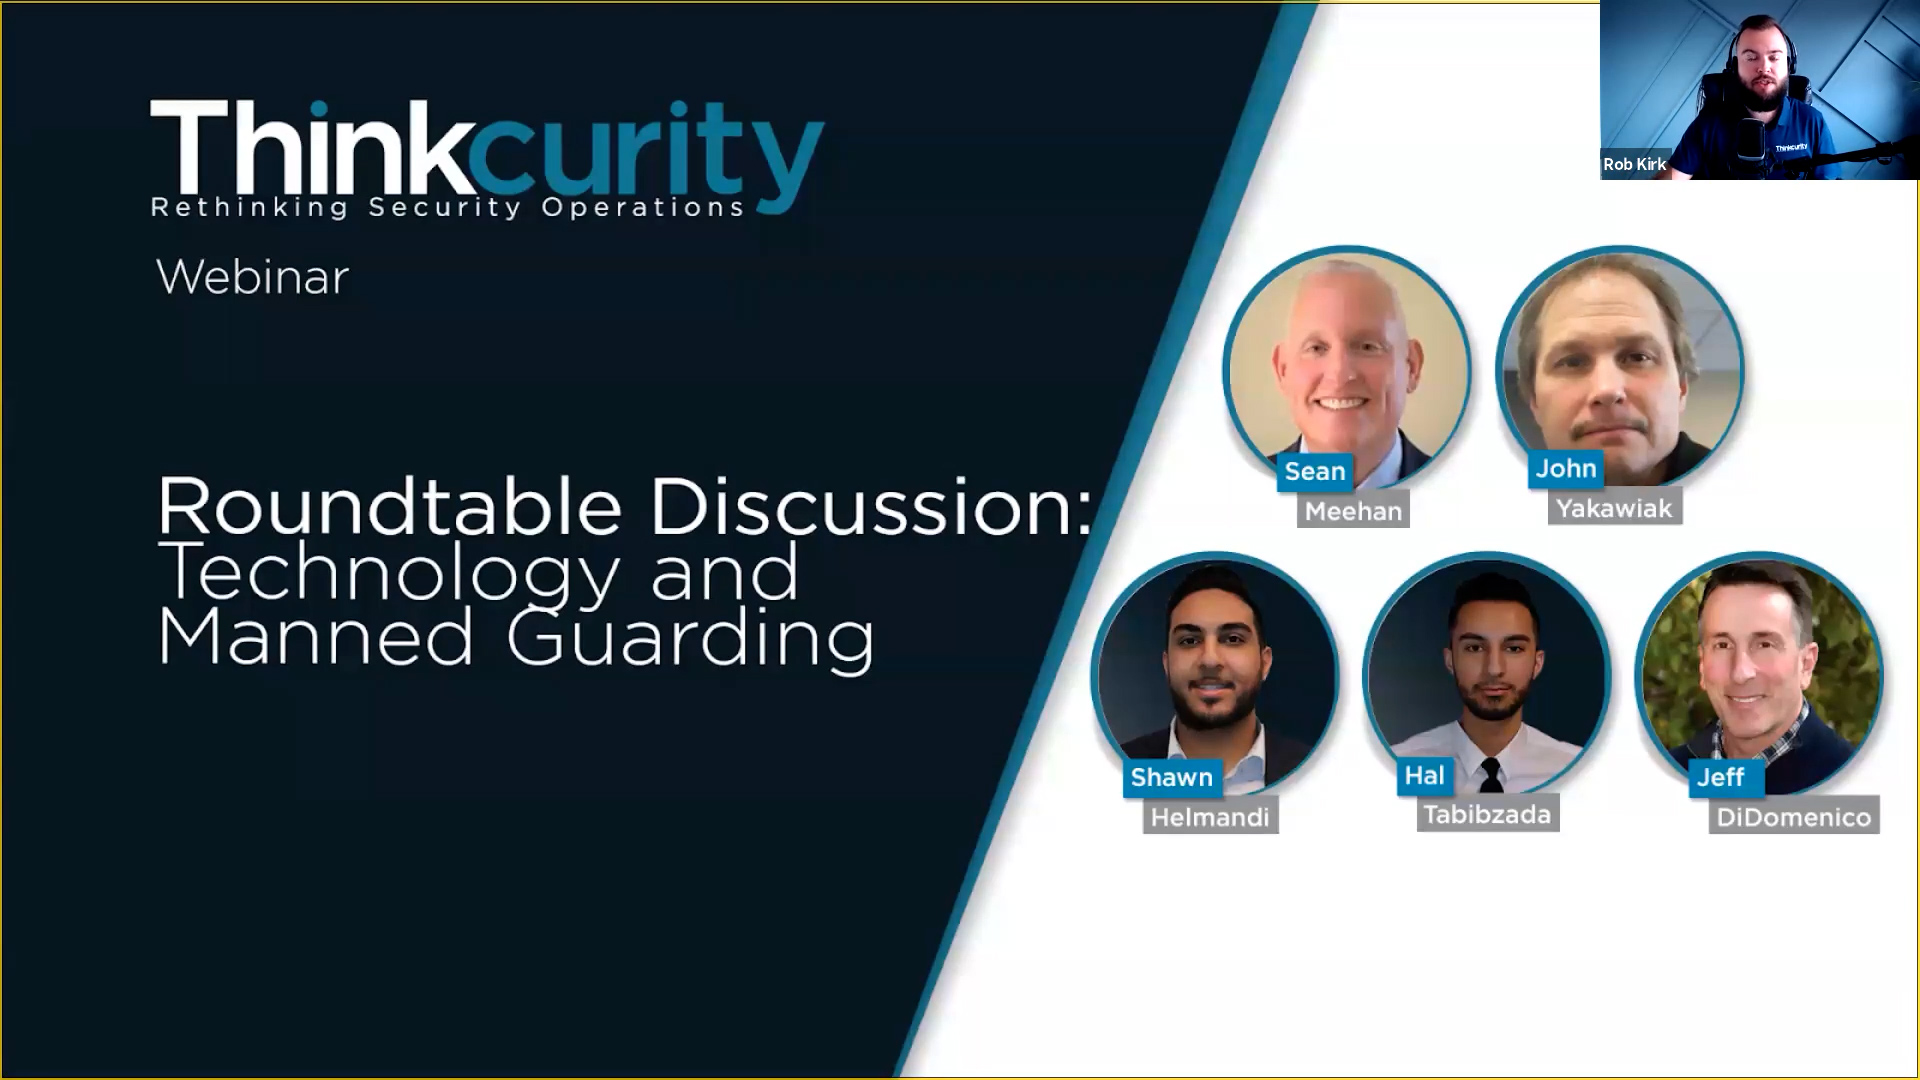 Thinkcurity
Rethinking Security Operations
Webinar
Roundtable Discussion:
Technology and
Manned Guarding
Rob Kirk
Thinkcurity
Sean
Meehan
John
Yakawiak
Shawn
Helmandi
Hal
Tabibzada
Jeff
DiDomenico